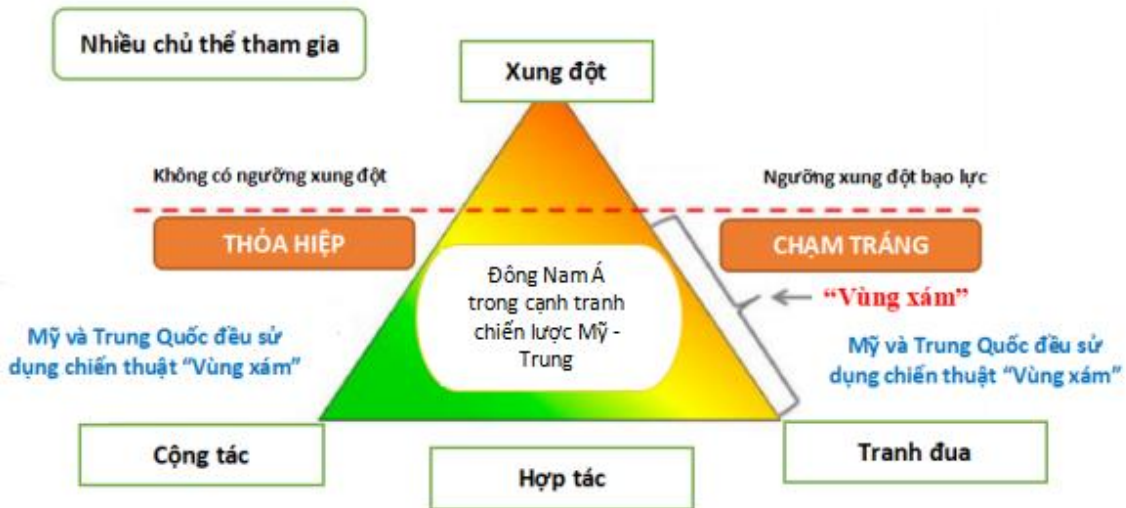 Nhiều chủ thể tham gia
Xung đột
Không có ngưỡng xung đột
Ngưỡng xung đột bạo lực
THỎA HIỆP
CHẠM TRÁNG
Đông Nam Á
trong cạnh tranh
chiến lược Mỹ -
Trung
“Vùng xám”
Mỹ và Trung Quốc đều sử
dụng chiến thuật “Vùng xám”
Mỹ và Trung Quốc đều sử
dụng chiến thuật “Vùng xám”
Cộng tác
Hợp tác
Tranh đua